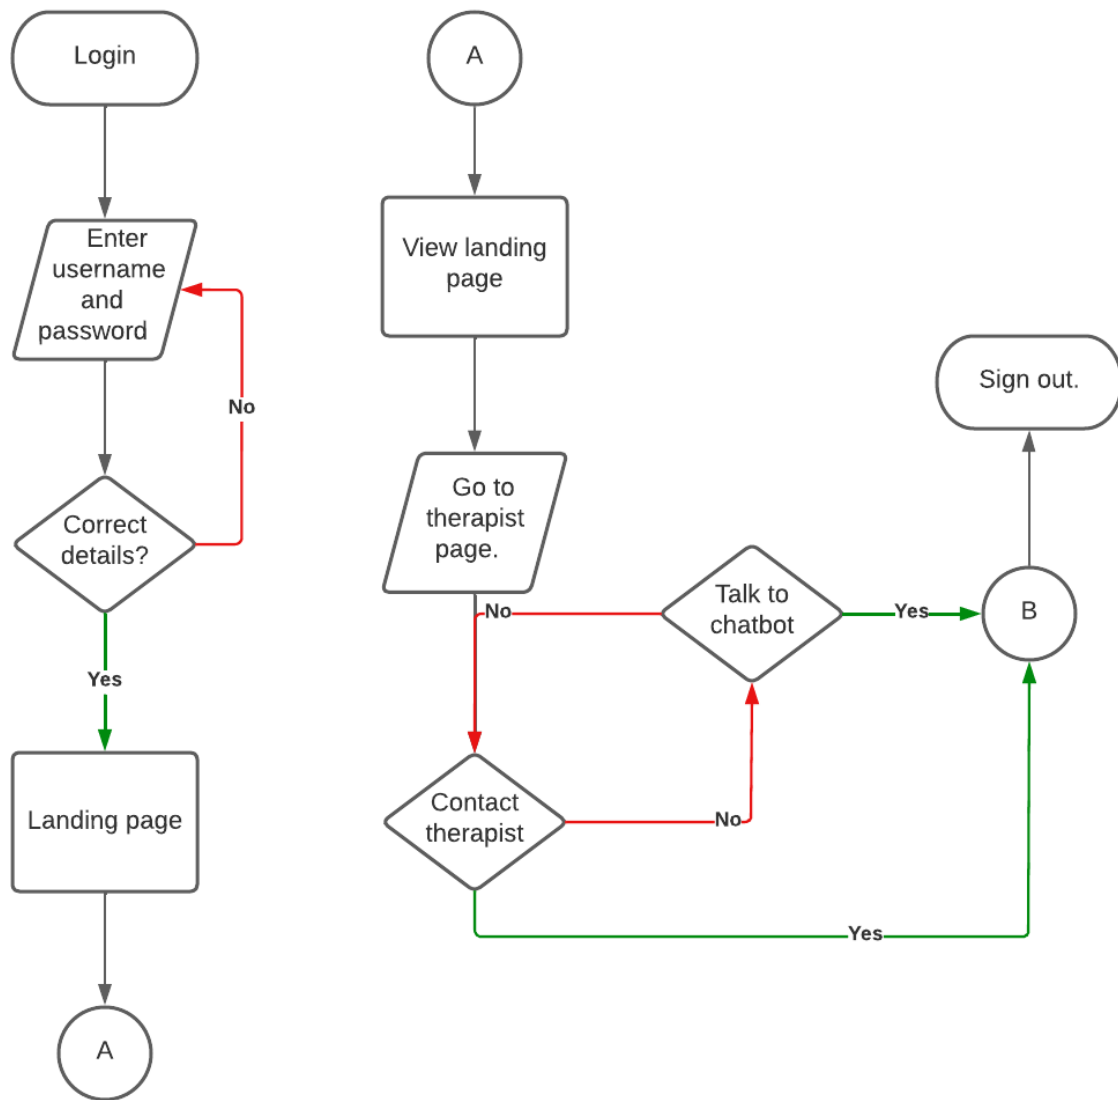 Login
Enter
username
and
password
No
Correct
details?
Yes
Landing page
A
A
View landing
page
Go to
therapist
page.
No
Talk to
chatbot
Yes
B
Sign out.
Contact
therapist
No
Yes